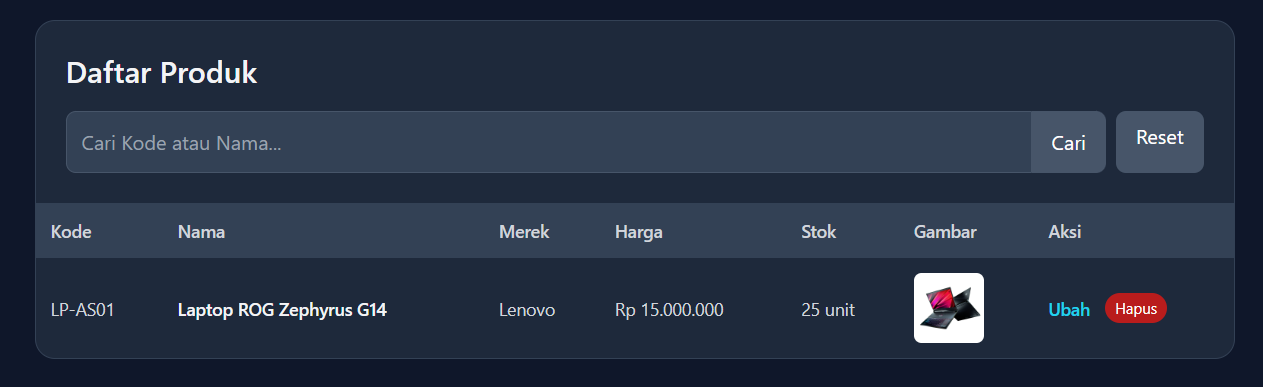 Daftar Produk
Cari Kode atau Nama... Cari Reset
Kode Nama Merek Harga Stok Gambar Aksi
LP-AS01 Laptop ROG Zephyrus G14 Lenovo Rp 15.000.000 25 unit Ubah Hapus